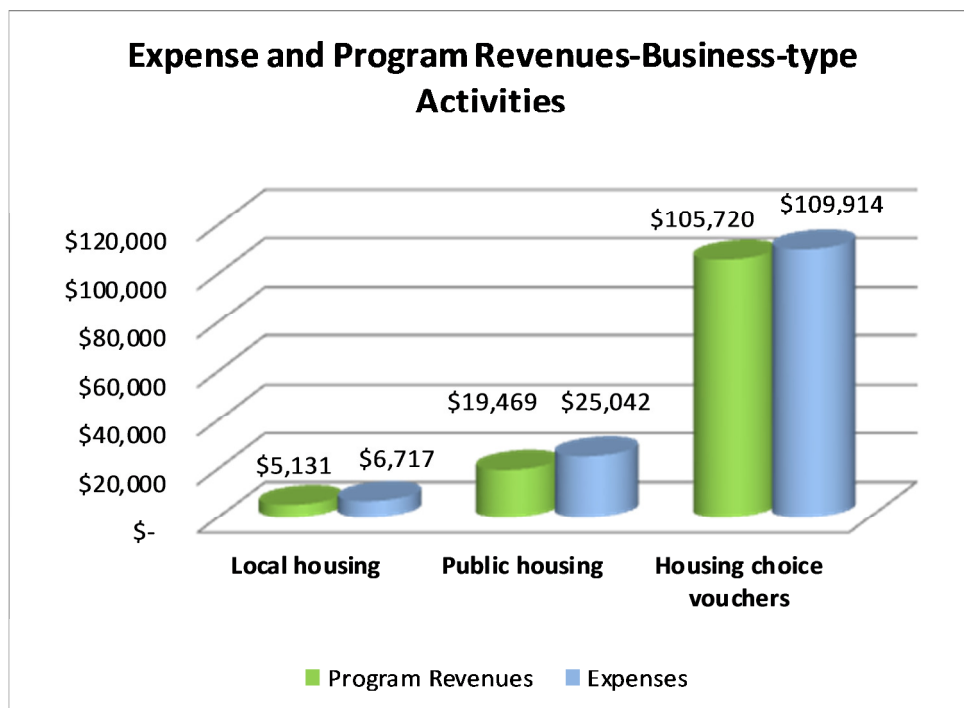 Expense and Program Revenues-Business-type
Activities
$120,000
$100,000
$80,000
$60,000
$40,000
$20,000
$-
$5,131
$6,717
$19,469
$25,042
$105,720
$109,914
Local housing
Public housing
Housing choice
vouchers
Program Revenues
Expenses